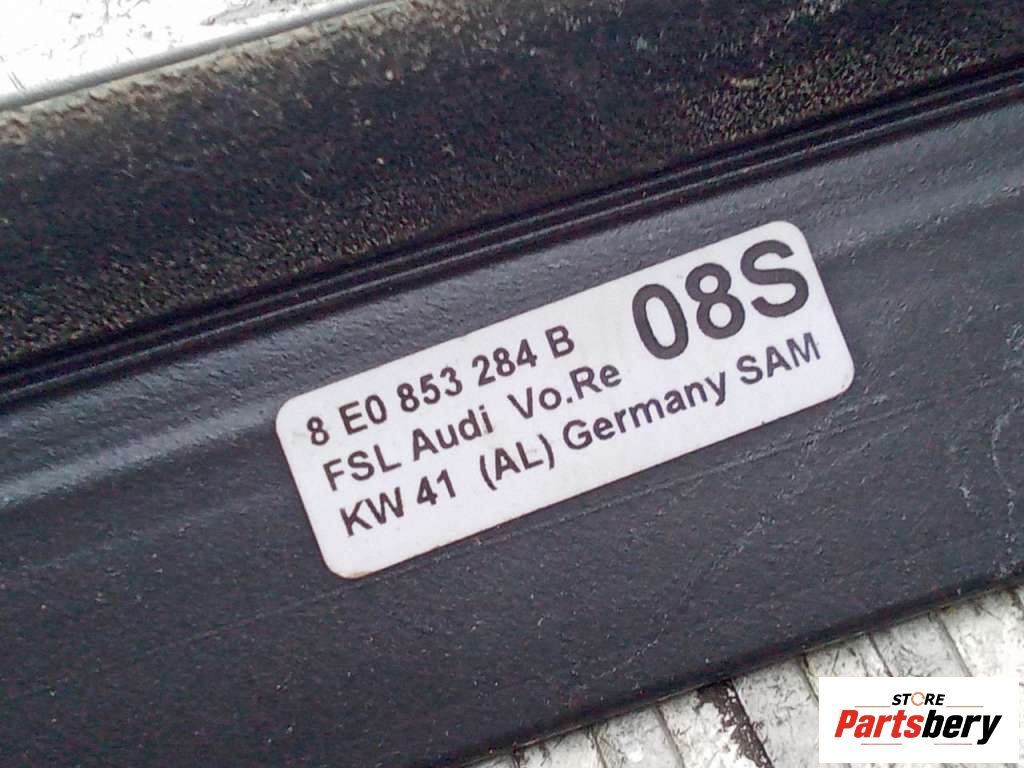 8 E0 853 284 B 08S
FSL Audi Vo.Re
KW 41 (AL) Germany SAM
STORE
Partsbery